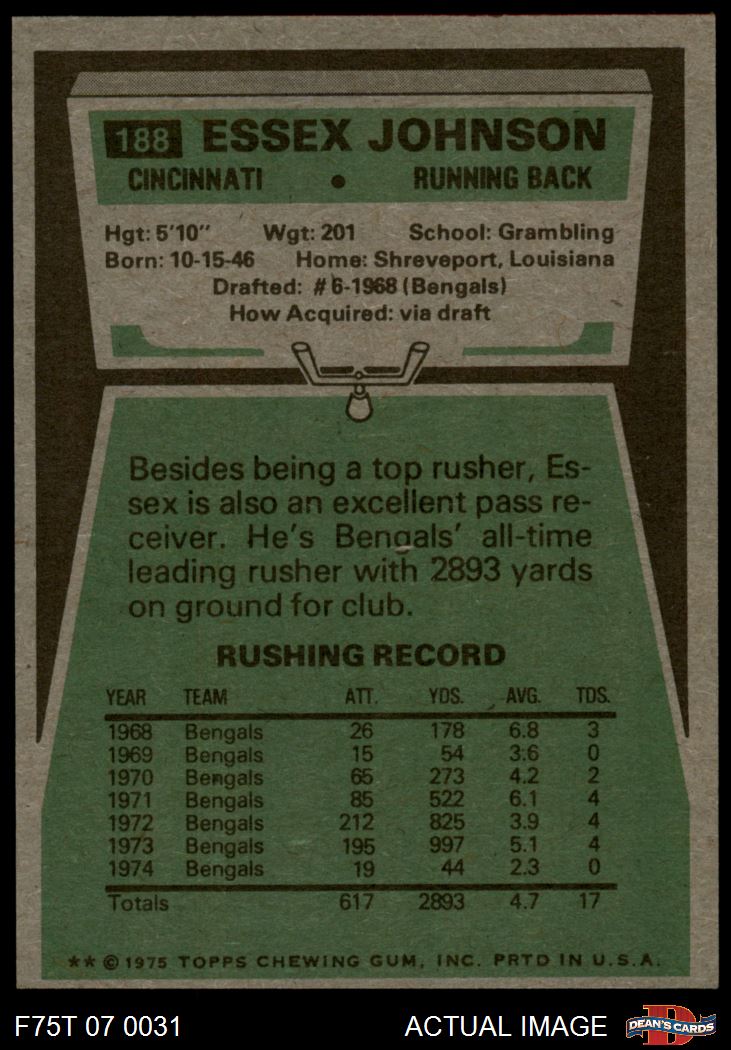 188 ESSEX JOHNSON
CINCINNATI • RUNNING BACK
Hgt: 5'10" Wgt: 201 School: Grambling
Born: 10-15-46 Home: Shreveport, Louisiana
Drafted: #6-1968 (Bengals)
How Acquired: via draft
Besides being a top rusher, Es-
sex is also an excellent pass re-
ceiver. He's Bengals' all-time
leading rusher with 2893 yards
on ground for club.
RUSHING RECORD
YEAR TEAM ATT. YDS. AVG. TDS.
1968 Bengals 26 178 6.8 3
1969 Bengals 15 54 3.6 0
1970 Bengals 65 273 4.2 2
1971 Bengals 85 522 6.1 4
1972 Bengals 212 825 3.9 4
1973 Bengals 195 997 5.1 4
1974 Bengals 19 44 2.3 0
Totals 617 2893 4.7 17
** © 1975 TOPPS CHEWING GUM, INC. PRTD IN U.S.A.
F75T 07 0031 ACTUAL IMAGE D DEAN'S CARDS